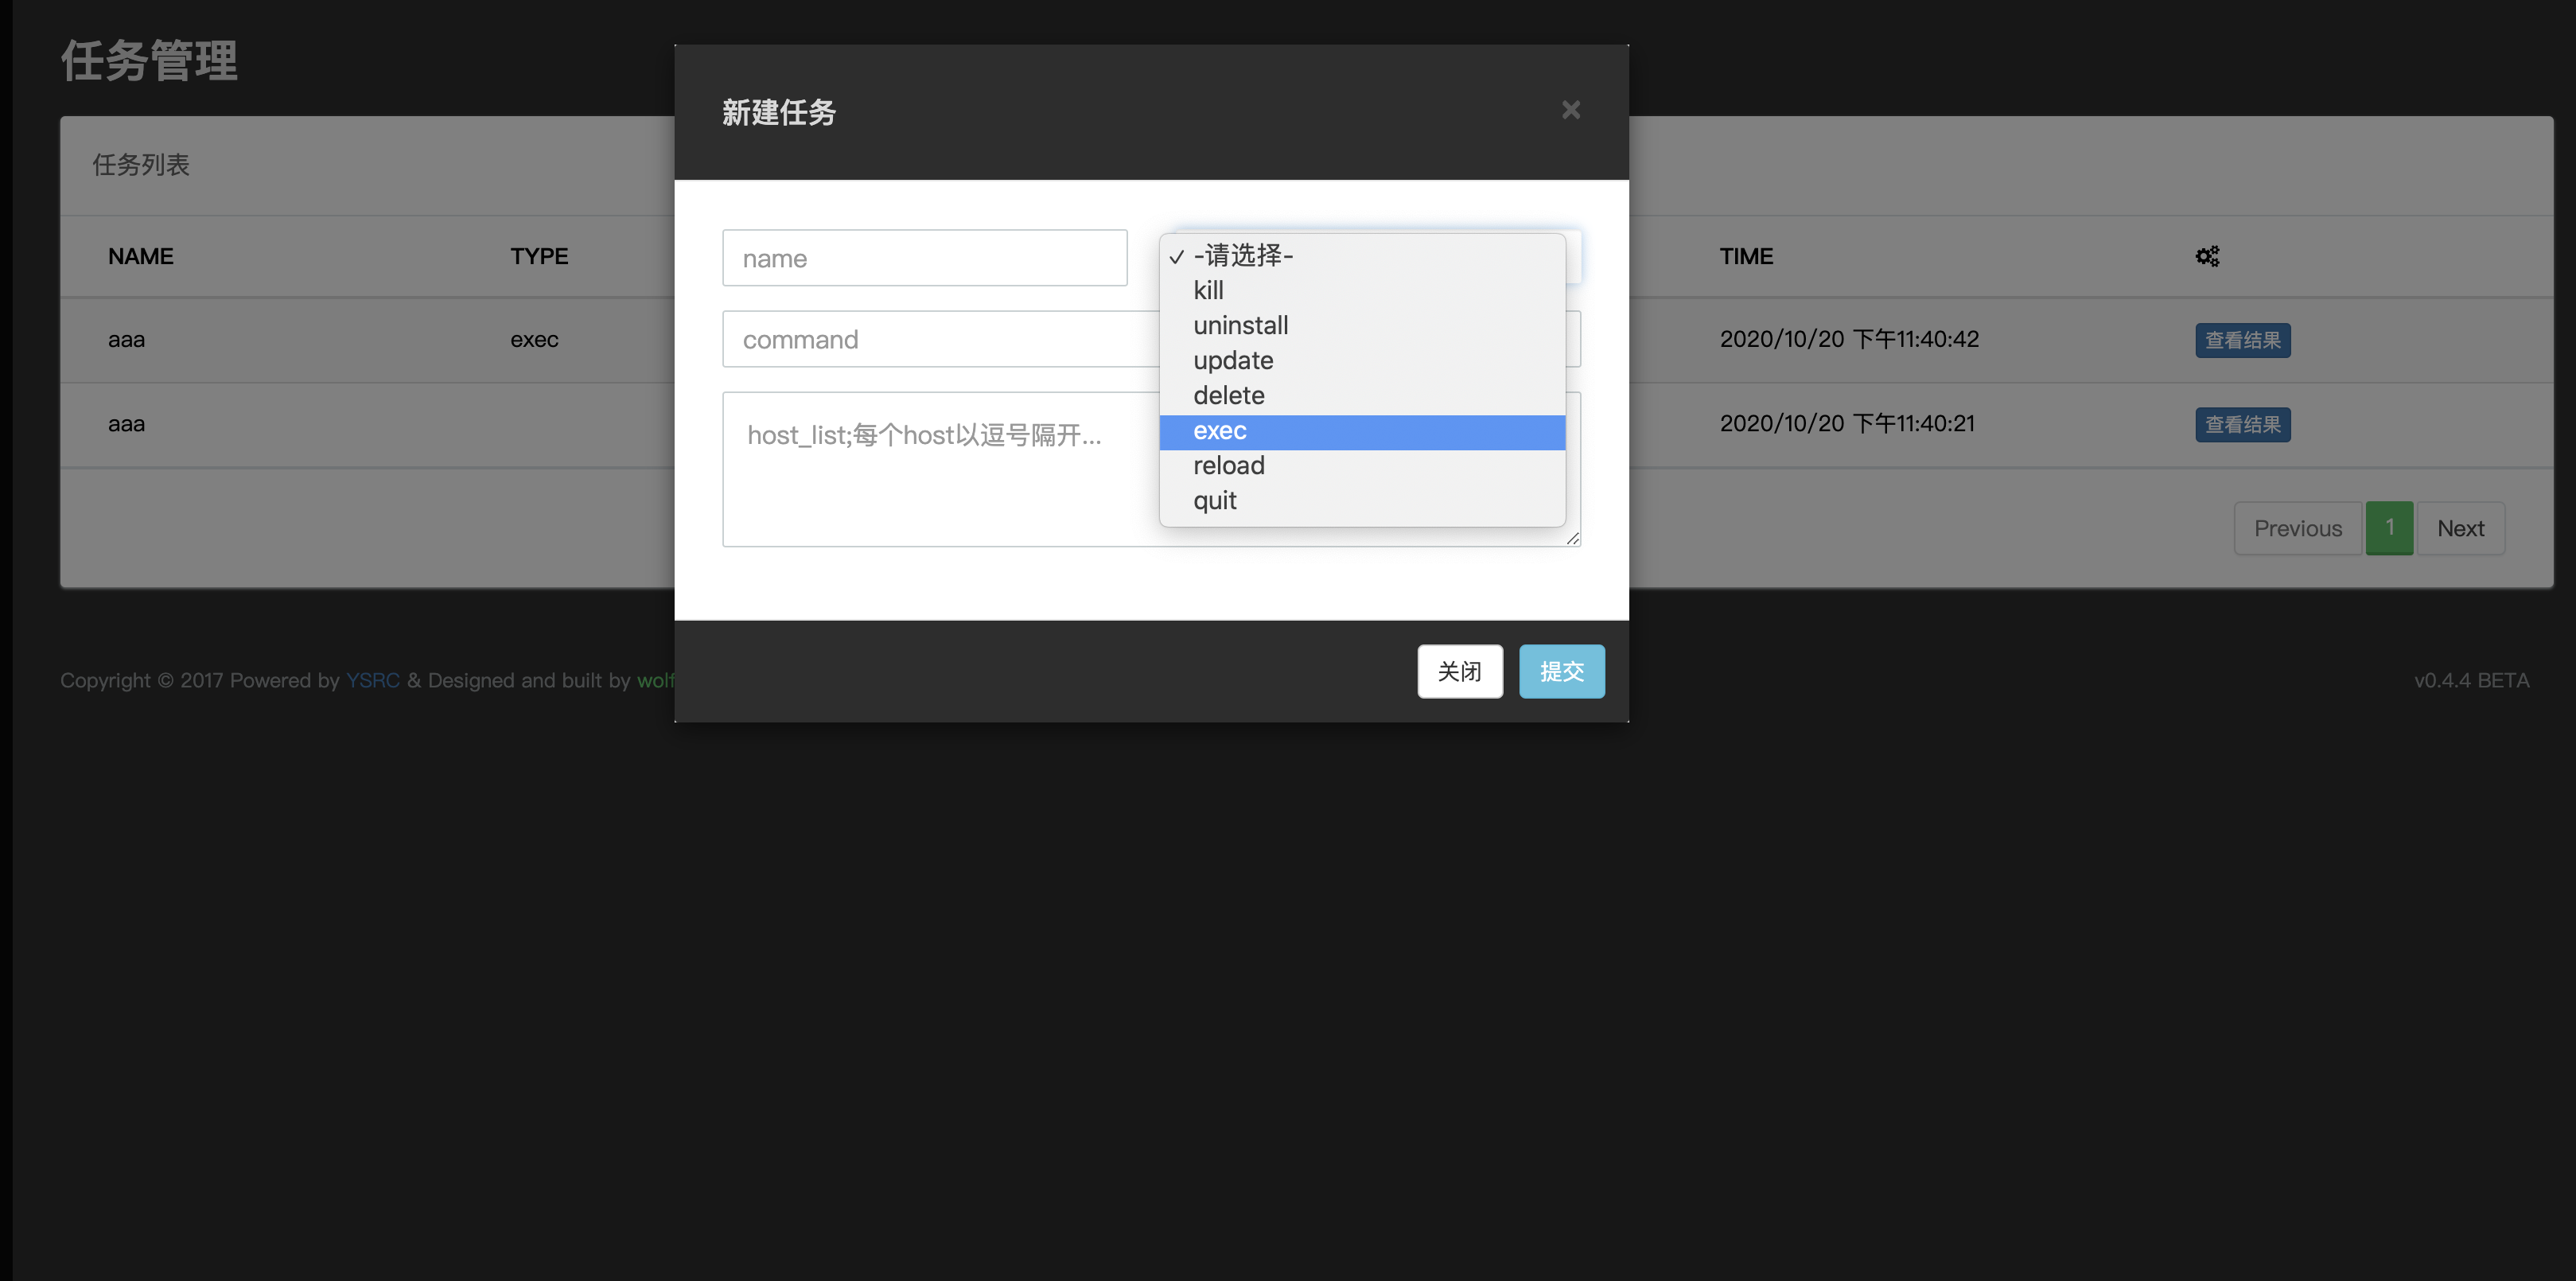 任务管理
新建任务 ×
任务列表
name
✓ -请选择-
kill
uninstall
update
delete
exec
reload
quit
command
host_list;每个host以逗号隔开...
NAME TYPE TIME
aaa exec 2020/10/20 下午11:40:42 查看结果
aaa 2020/10/20 下午11:40:21 查看结果
Previous 1 Next
关闭 提交
Copyright © 2017 Powered by YSRC & Designed and built by wolf
v0.4.4 BETA